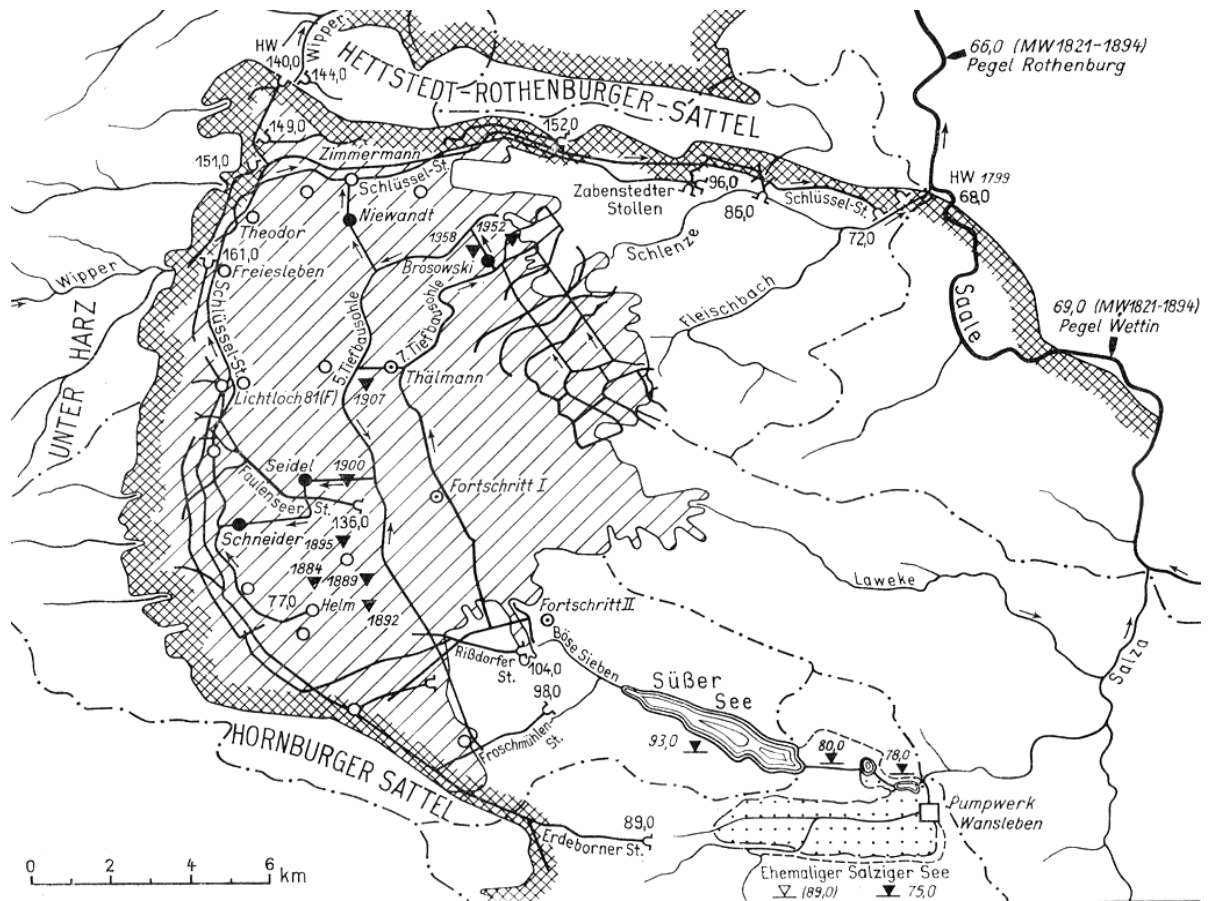 HW
140,0
Wipper
144,0
HETTSTEDT-ROTHENBURGER-SATTEL
66,0 (MW1821-1894)
Pegel Rothenburg
149,0
151,0
Zimmermann
152,0
Schlüssel-St.
Zabenstedter
Stollen
96,0
86,0
Schlüssel-St.
HW 1799
68,0
72,0
Niewandt
Theodor
161,0
Freiesleben
Schlüssel-St.
1958
1952
Brosowski
Schlenze
Fleischbach
Wipper
UNTER HARZ
Saale
69,0 (MW1821-1894)
Pegel Wettin
5.Tiefbausohle
7. Tiefbausohle
Thälmann
1907
Lichtloch 81(F)
Seidel
1900
Faulenseer St.
Fortschritt I
136,0
Schneider
1895
1884
1889
77,0
Helm
1892
Laweke
Salza
Fortschritt II
Böse Sieben
Rißdorfer
St.
104,0
98,0
Froschmühlen-
St.
Süßer
See
93,0
80,0
78,0
HORNBURGER SATTEL
Pumpwerk
Wansleben
89,0
Erdeborner St.
Ehemaliger Salziger See
(89,0)
75,0
0 4 6
km